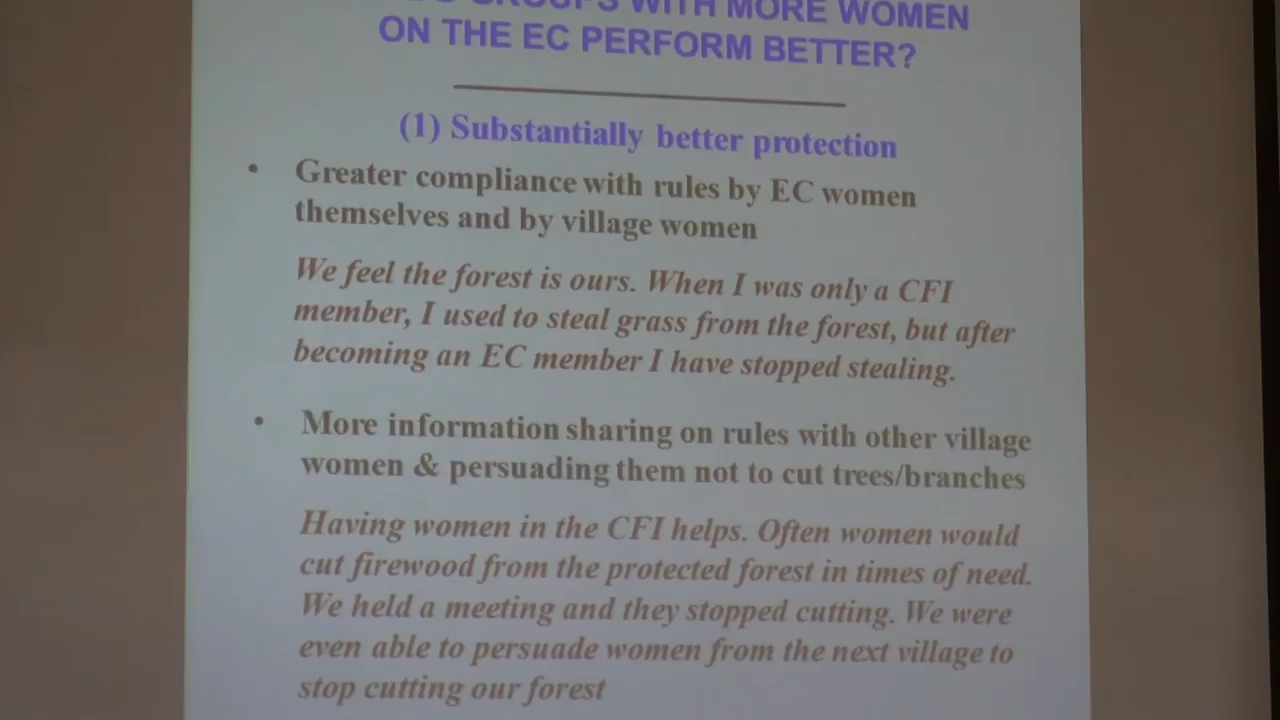 GROUPS WITH MORE WOMEN
ON THE EC PERFORM BETTER?
(1) Substantially better protection
• Greater compliance with rules by EC women
themselves and by village women
We feel the forest is ours. When I was only a CFI
member, I used to steal grass from the forest, but after
becoming an EC member I have stopped stealing.
• More information sharing on rules with other village
women & persuading them not to cut trees/branches
Having women in the CFI helps. Often women would
cut firewood from the protected forest in times of need.
We held a meeting and they stopped cutting. We were
even able to persuade women from the next village to
stop cutting our forest